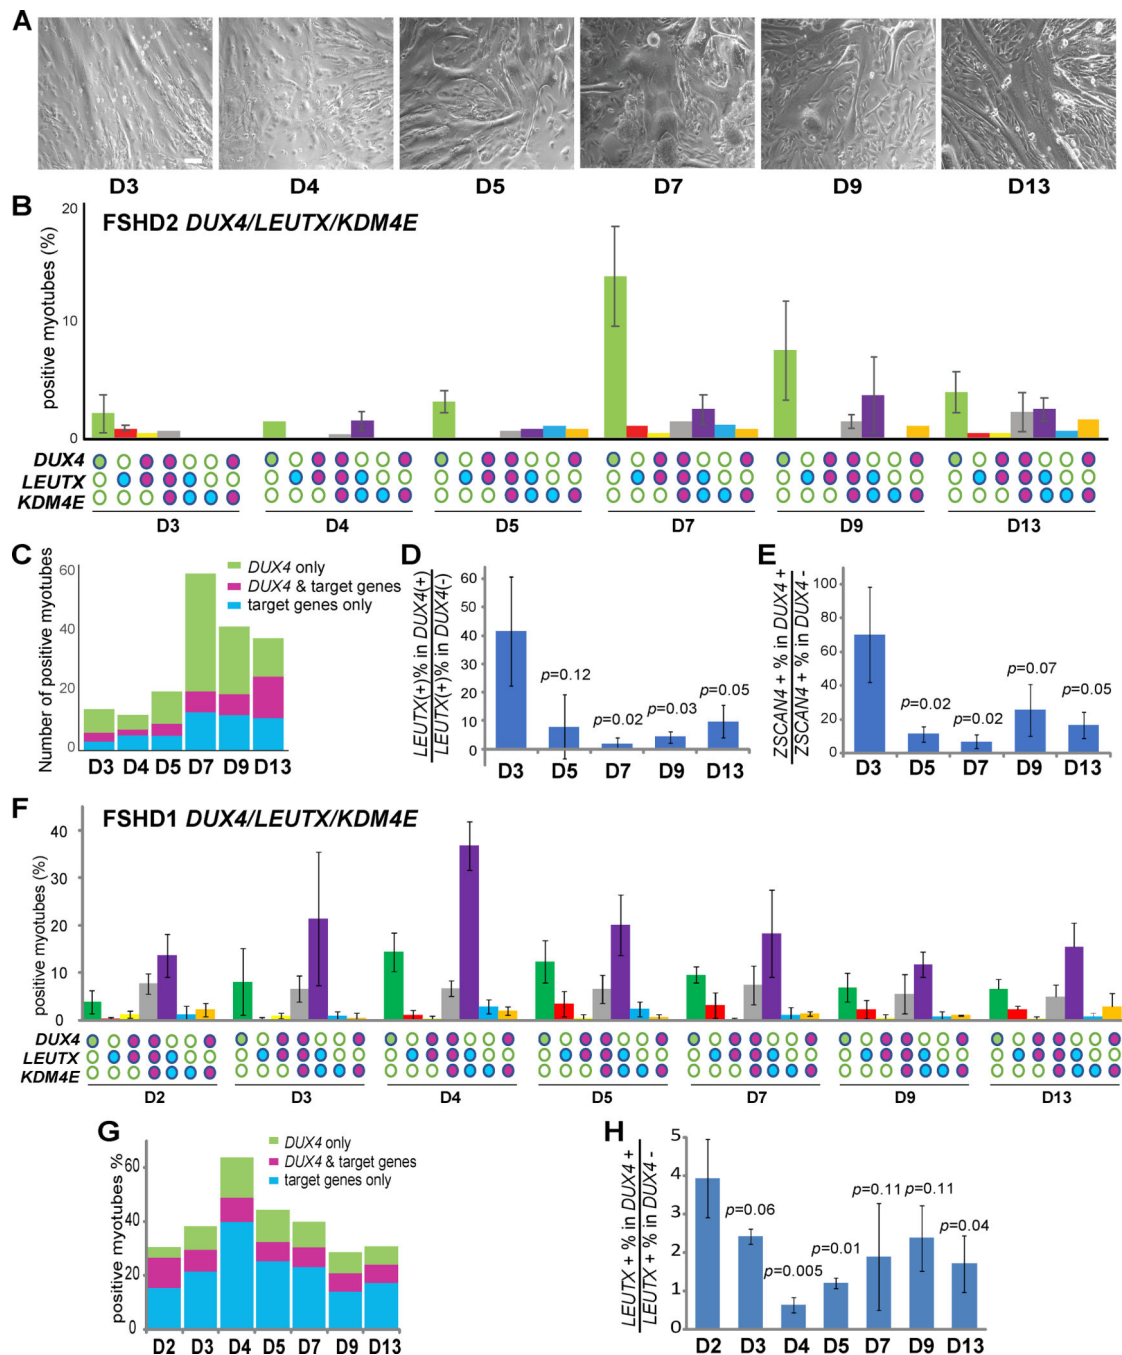 A
D3 D4 D5 D7 D9 D13
B
FSHD2 DUX4/LEUTX/KDM4E
positive myotubes (%)
20
10
0
DUX4
LEUTX
KDM4E
D3 D4 D5 D7 D9 D13
C
Number of positive myotubes
60
40
20
0
DUX4 only
DUX4 & target genes
target genes only
D3 D4 D5 D7 D9 D13
D
LEUTX(+)% in DUX4(+)
LEUTX(+)% in DUX4(-)
60
50
40
30
20
10
0
p=0.12
p=0.02
p=0.03
p=0.05
D3 D5 D7 D9 D13
E
ZSCAN4 + % in DUX4 +
ZSCAN4 + % in DUX4 -
100
80
60
40
20
0
p=0.02
p=0.02
p=0.07
p=0.05
D3 D5 D7 D9 D13
F
FSHD1 DUX4/LEUTX/KDM4E
positive myotubes (%)
40
30
20
10
0
DUX4
LEUTX
KDM4E
D2 D3 D4 D5 D7 D9 D13
G
positive myotubes %
60
40
20
0
DUX4 only
DUX4 & target genes
target genes only
D2 D3 D4 D5 D7 D9 D13
H
LEUTX + % in DUX4 +
LEUTX + % in DUX4 -
5
4
3
2
1
0
p=0.06
p=0.005
p=0.01
p=0.11
p=0.11
p=0.04
D2 D3 D4 D5 D7 D9 D13